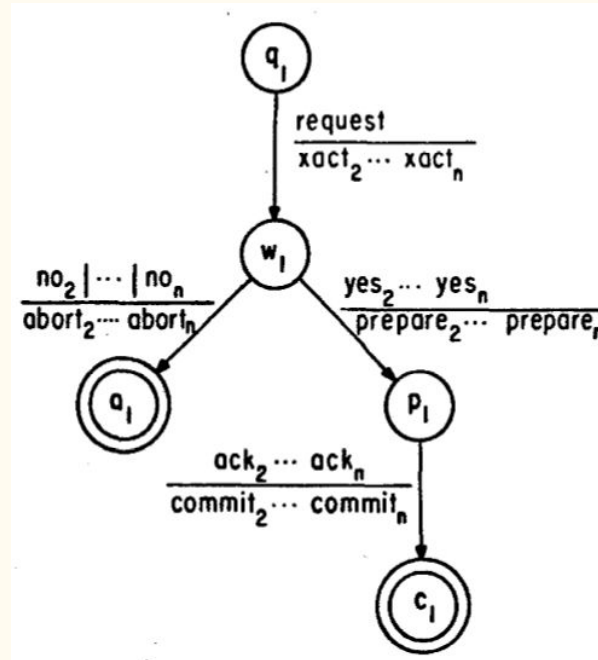 q₁
request
xact₂ ··· xactₙ
w₁
no₂ | ··· | noₙ
abort₂ ···· abortₙ
yes₂ ··· yesₙ
prepare₂ ··· prepareₙ
a₁
p₁
ack₂ ··· ackₙ
commit₂ ··· commitₙ
c₁